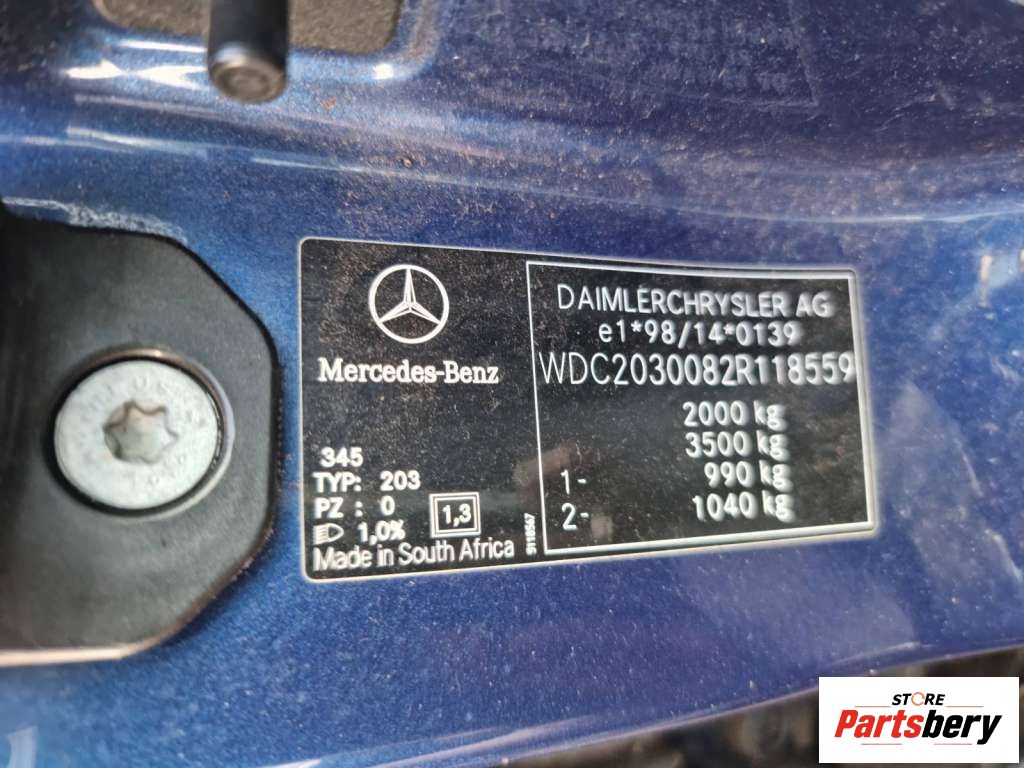 Mercedes-Benz
345
TYP: 203
PZ : 0
1,0%
1,3
Made in South Africa
9118547
DAIMLERCHRYSLER AG
e1*98/14*0139
WDC2030082R118559
2000 kg
3500 kg
1- 990 kg
2- 1040 kg
STORE
Partsbery